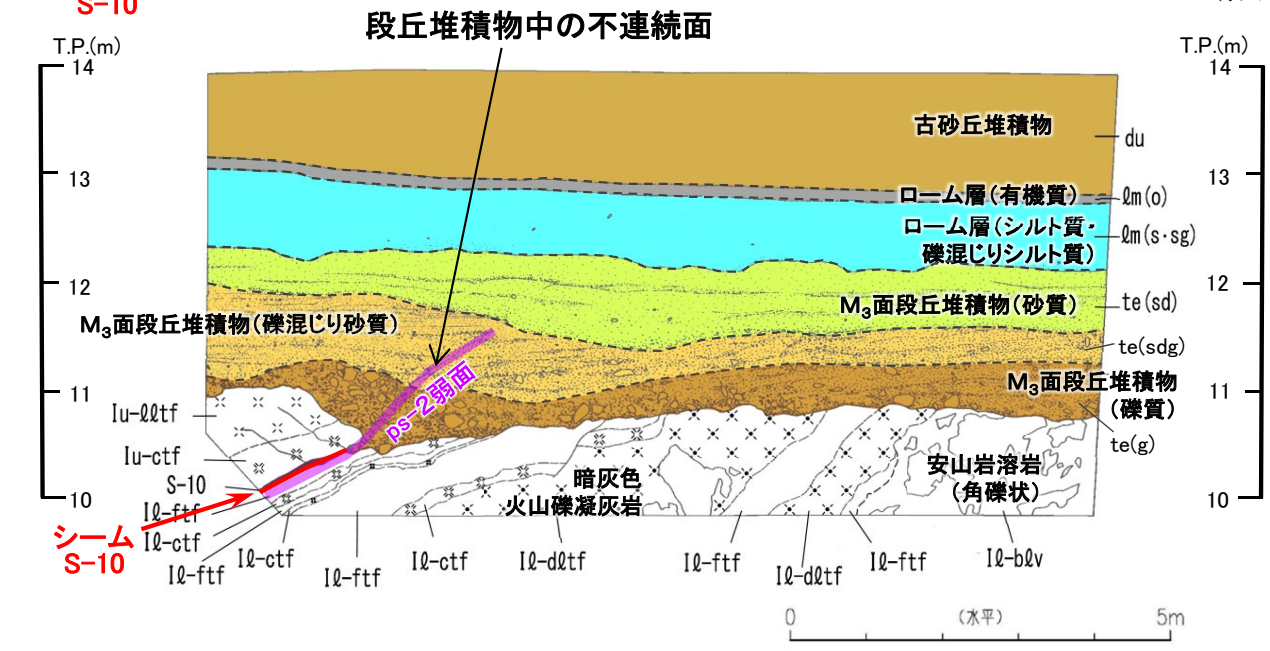 S-10
段丘堆積物中の不連続面
T.P.(m)
T.P.(m)
14
14
古砂丘堆積物
du
13
13
ローム層(有機質)
ℓm(o)
ローム層(シルト質・
礫混じりシルト質)
ℓm(s·sg)
12
12
M₃面段丘堆積物(砂質)
te(sd)
M₃面段丘堆積物(礫混じり砂質)
te(sdg)
11
11
M₃面段丘堆積物
(礫質)
te(g)
ps-2弱面
Iu-ℓℓtf
Iu-ctf
S-10
Iℓ-ftf
Iℓ-ctf
Iℓ-ftf
10
10
シーム
S-10
暗灰色
火山礫凝灰岩
安山岩溶岩
(角礫状)
Iℓ-ctf
Iℓ-ftf
Iℓ-ctf
Iℓ-dℓtf
Iℓ-ftf
Iℓ-dℓtf
Iℓ-ftf
Iℓ-bℓv
0
(水平)
5m